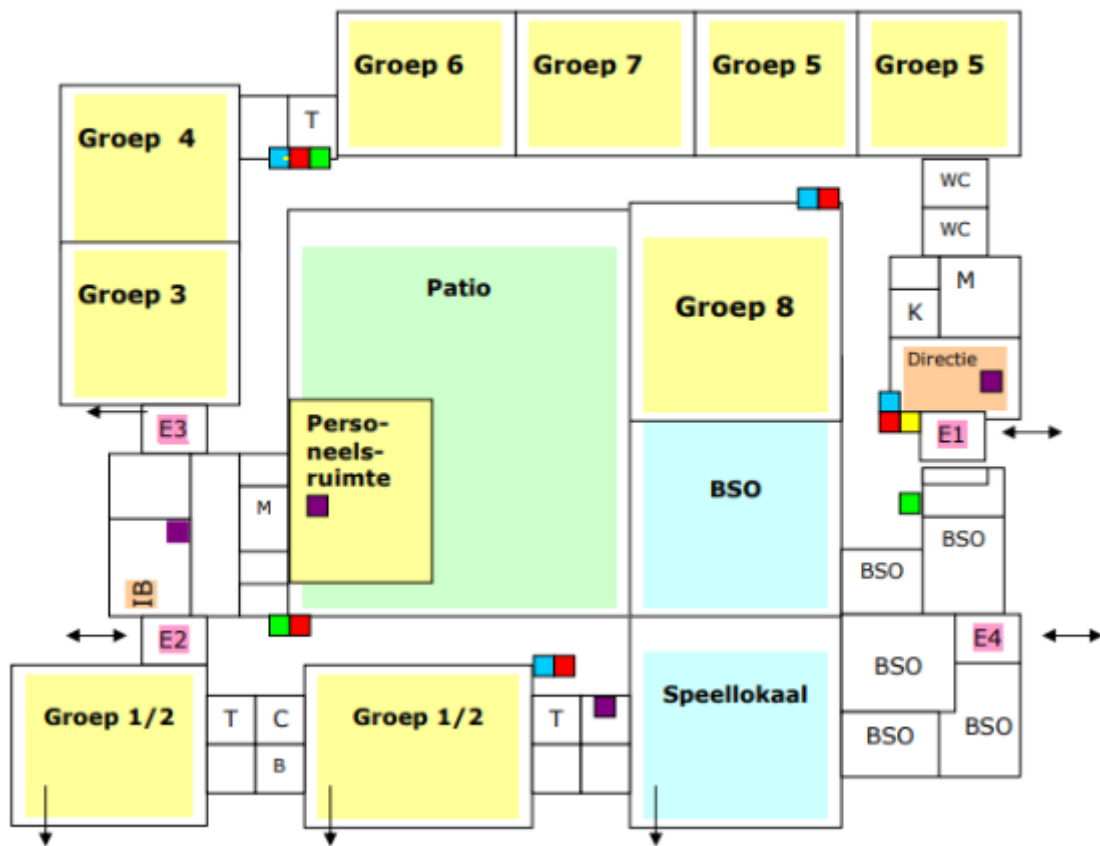 Groep 6
Groep 7
Groep 5
Groep 5
Groep 4
T
WC
WC
Groep 3
Patio
Groep 8
M
K
Directie
E3
Perso-
neels-
ruimte
E1
M
BSO
BSO
BSO
IB
E2
E4
BSO
Groep 1/2
T
C
Groep 1/2
T
Speellokaal
B
BSO
BSO